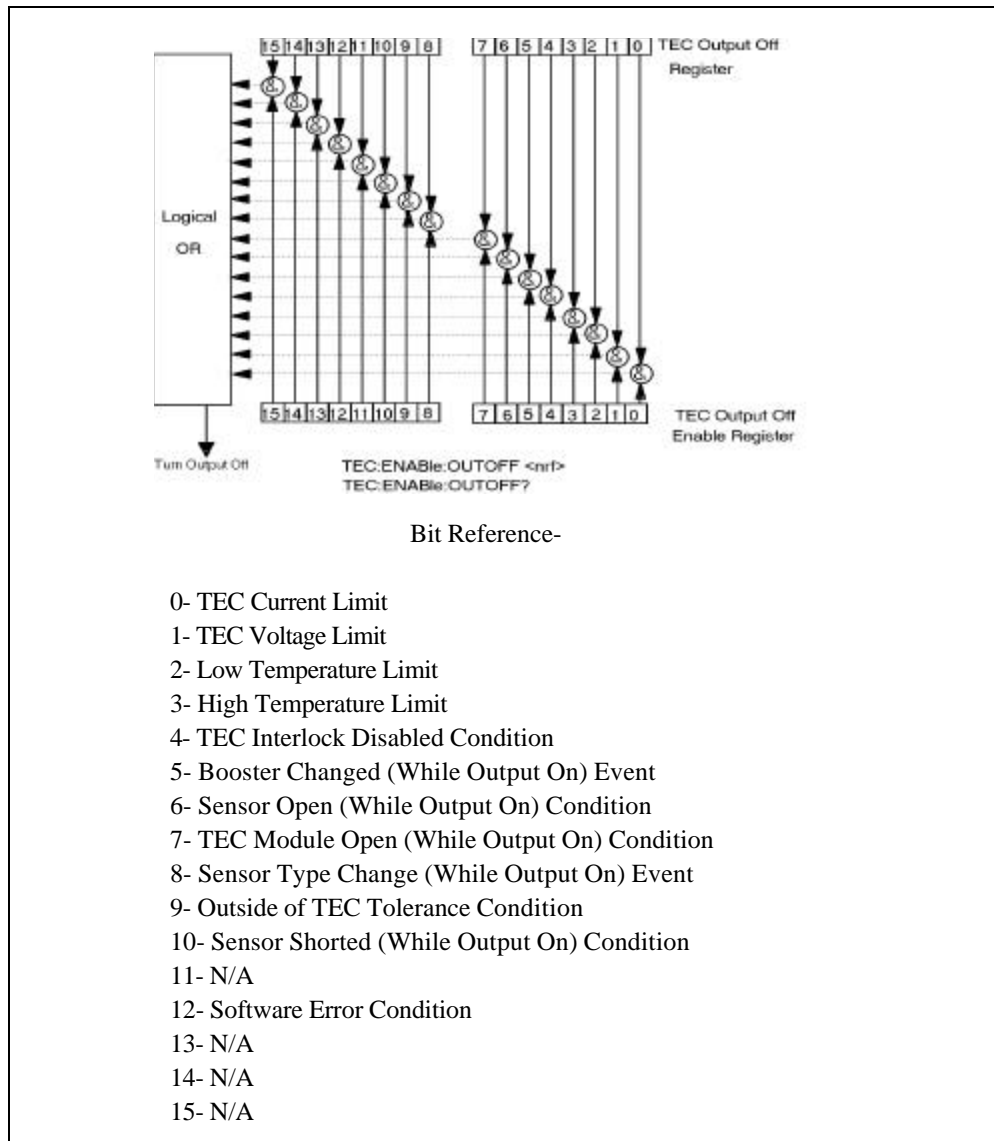 15 14 13 12 11 10 9 8 7 6 5 4 3 2 1 0 TEC Output Off
Register
& & & & & & & & & & & & & & & &
Logical
OR
15 14 13 12 11 10 9 8 7 6 5 4 3 2 1 0 TEC Output Off
Enable Register
Turn Output Off
TEC:ENABle:OUTOFF <nrf>
TEC:ENABle:OUTOFF?
Bit Reference-
0- TEC Current Limit
1- TEC Voltage Limit
2- Low Temperature Limit
3- High Temperature Limit
4- TEC Interlock Disabled Condition
5- Booster Changed (While Output On) Event
6- Sensor Open (While Output On) Condition
7- TEC Module Open (While Output On) Condition
8- Sensor Type Change (While Output On) Event
9- Outside of TEC Tolerance Condition
10- Sensor Shorted (While Output On) Condition
11- N/A
12- Software Error Condition
13- N/A
14- N/A
15- N/A